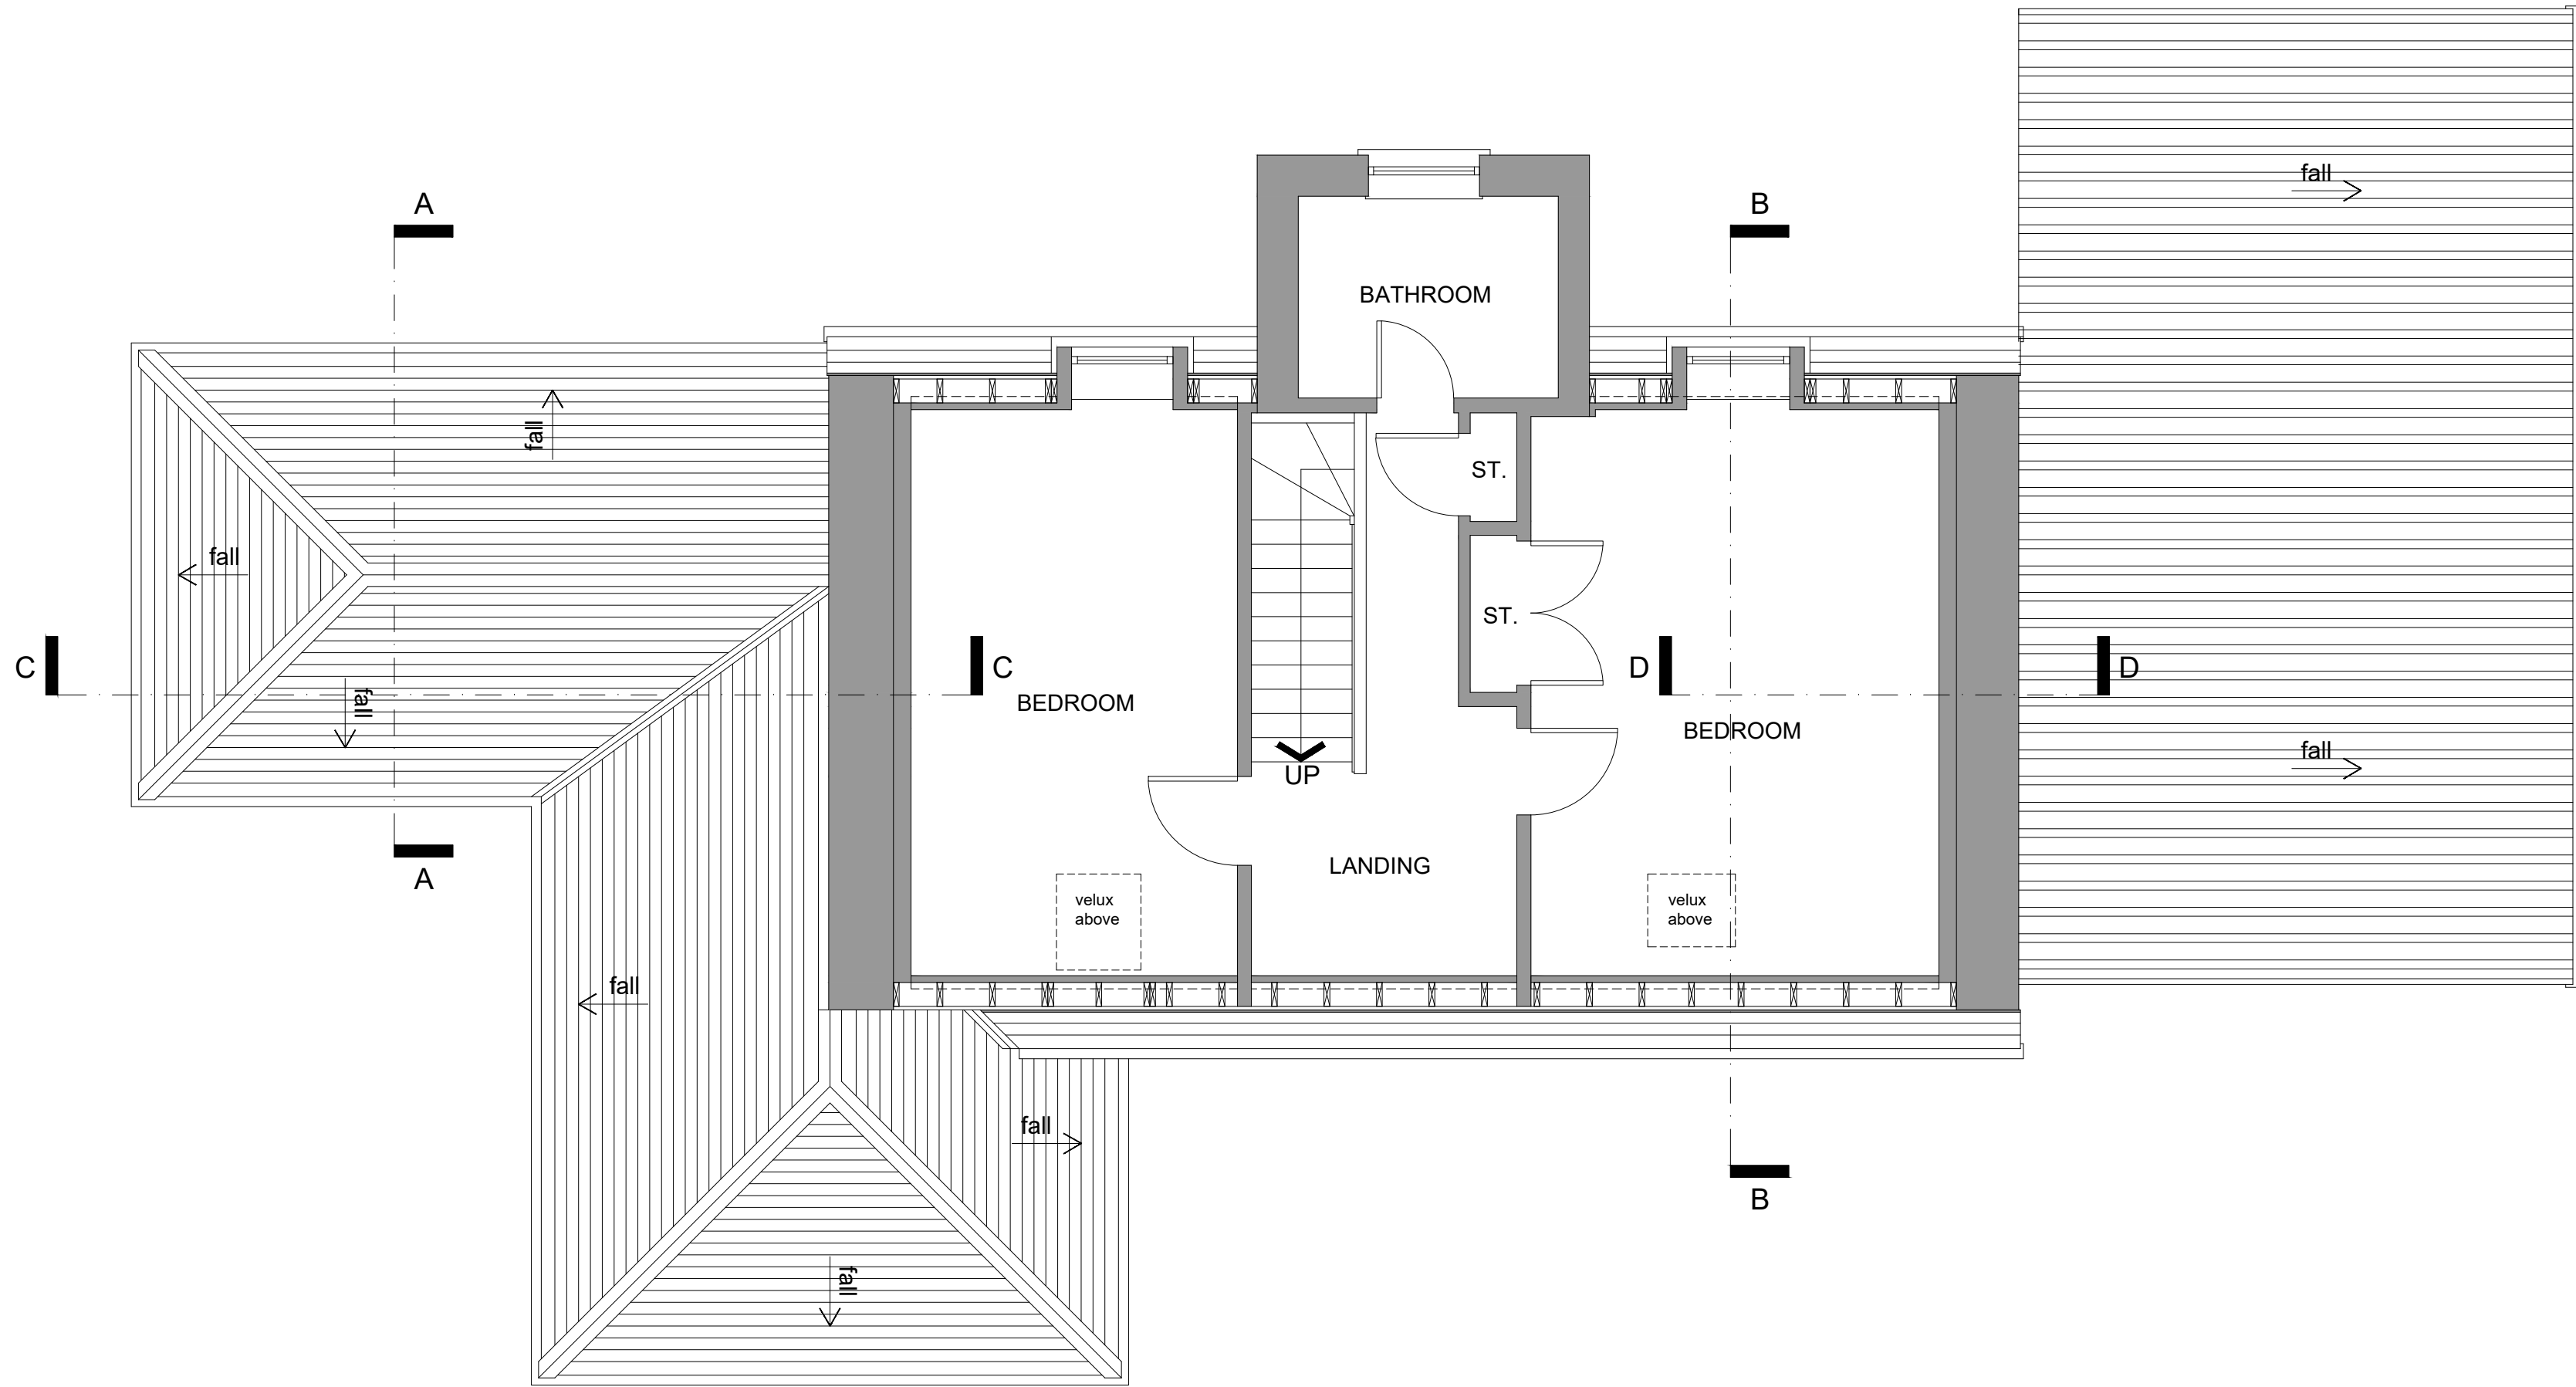 fall
A
B
BATHROOM
fall
ST.
fall
ST.
C
C
D
D
BEDROOM
fall
BEDROOM
fall
UP
LANDING
A
velux
above
velux
above
fall
fall
B
fall